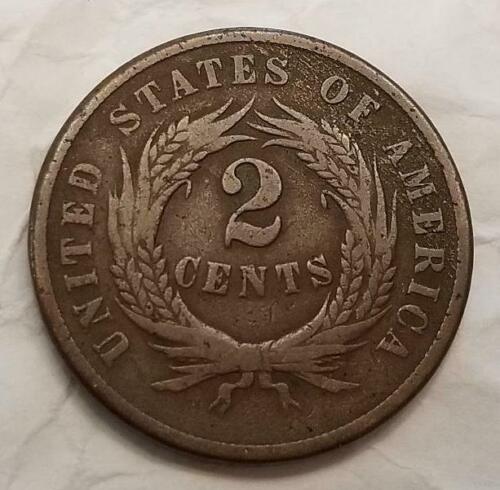 UNITED STATES OF AMERICA
2
CENTS